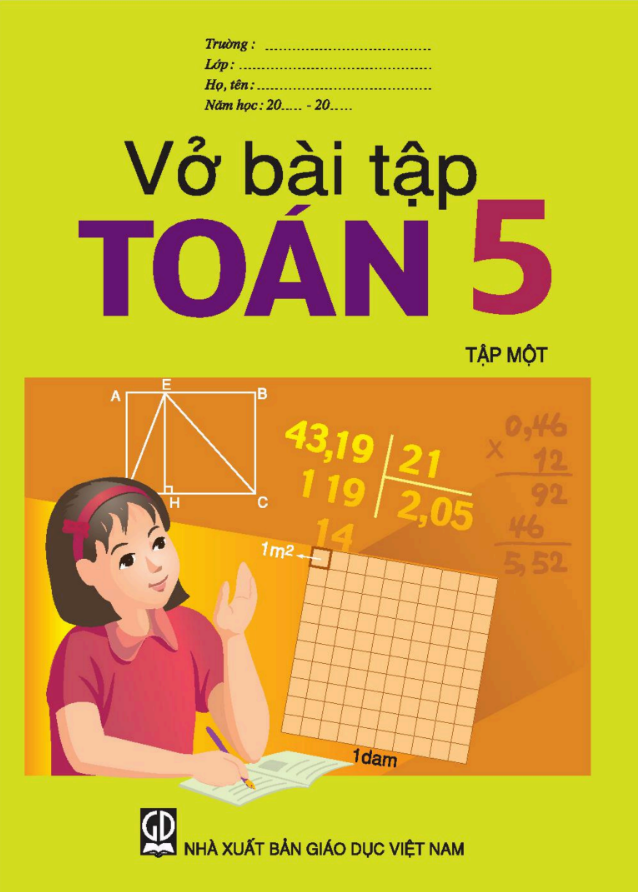 Trường : ................................
Lớp : ................................
Họ, tên : ................................
Năm học : 20..... - 20.....
Vở bài tập
TOÁN 5
TẬP MỘT
A E B
H C
43,19 21
119 2,05
14
0,46
× 12
92
46
5,52
1m²
1dam
GD
NHÀ XUẤT BẢN GIÁO DỤC VIỆT NAM